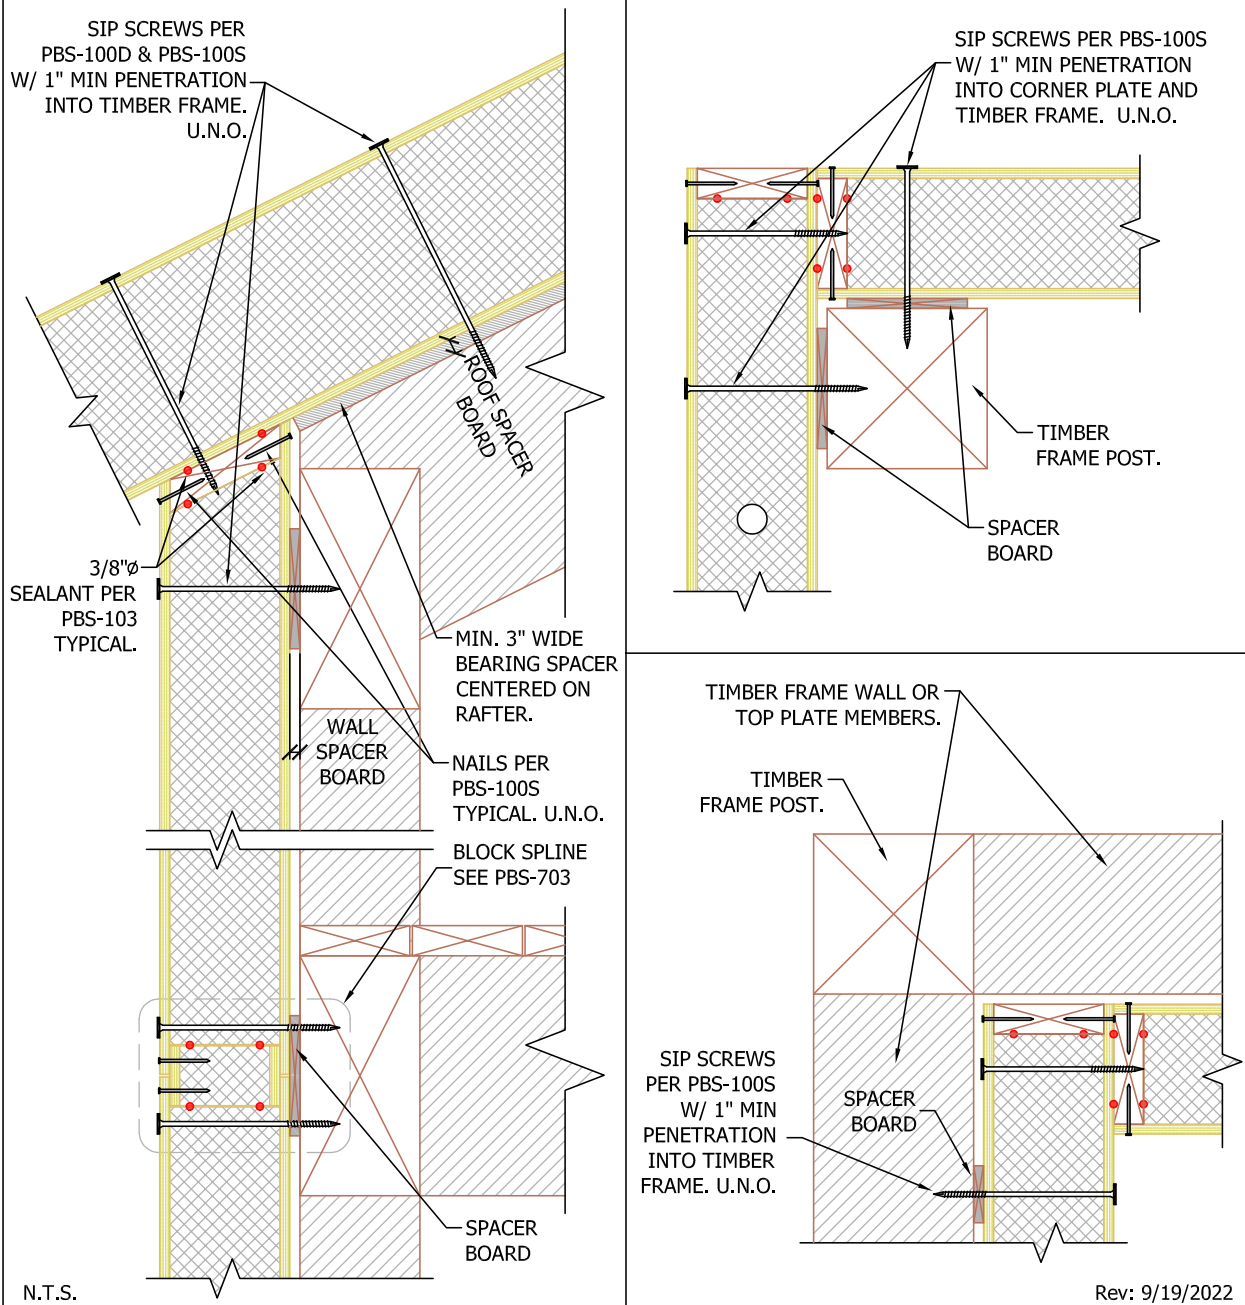 SIP SCREWS PER
PBS-100D & PBS-100S
W/ 1" MIN PENETRATION
INTO TIMBER FRAME.
U.N.O.
ROOF SPACER
BOARD
3/8"ø
SEALANT PER
PBS-103
TYPICAL.
MIN. 3" WIDE
BEARING SPACER
CENTERED ON
RAFTER.
WALL
SPACER
BOARD
NAILS PER
PBS-100S
TYPICAL. U.N.O.
BLOCK SPLINE
SEE PBS-703
SPACER
BOARD
N.T.S.
SIP SCREWS PER PBS-100S
W/ 1" MIN PENETRATION
INTO CORNER PLATE AND
TIMBER FRAME. U.N.O.
TIMBER
FRAME POST.
SPACER
BOARD
TIMBER FRAME WALL OR
TOP PLATE MEMBERS.
TIMBER
FRAME POST.
SIP SCREWS
PER PBS-100S
W/ 1" MIN
PENETRATION
INTO TIMBER
FRAME. U.N.O.
SPACER
BOARD
Rev: 9/19/2022